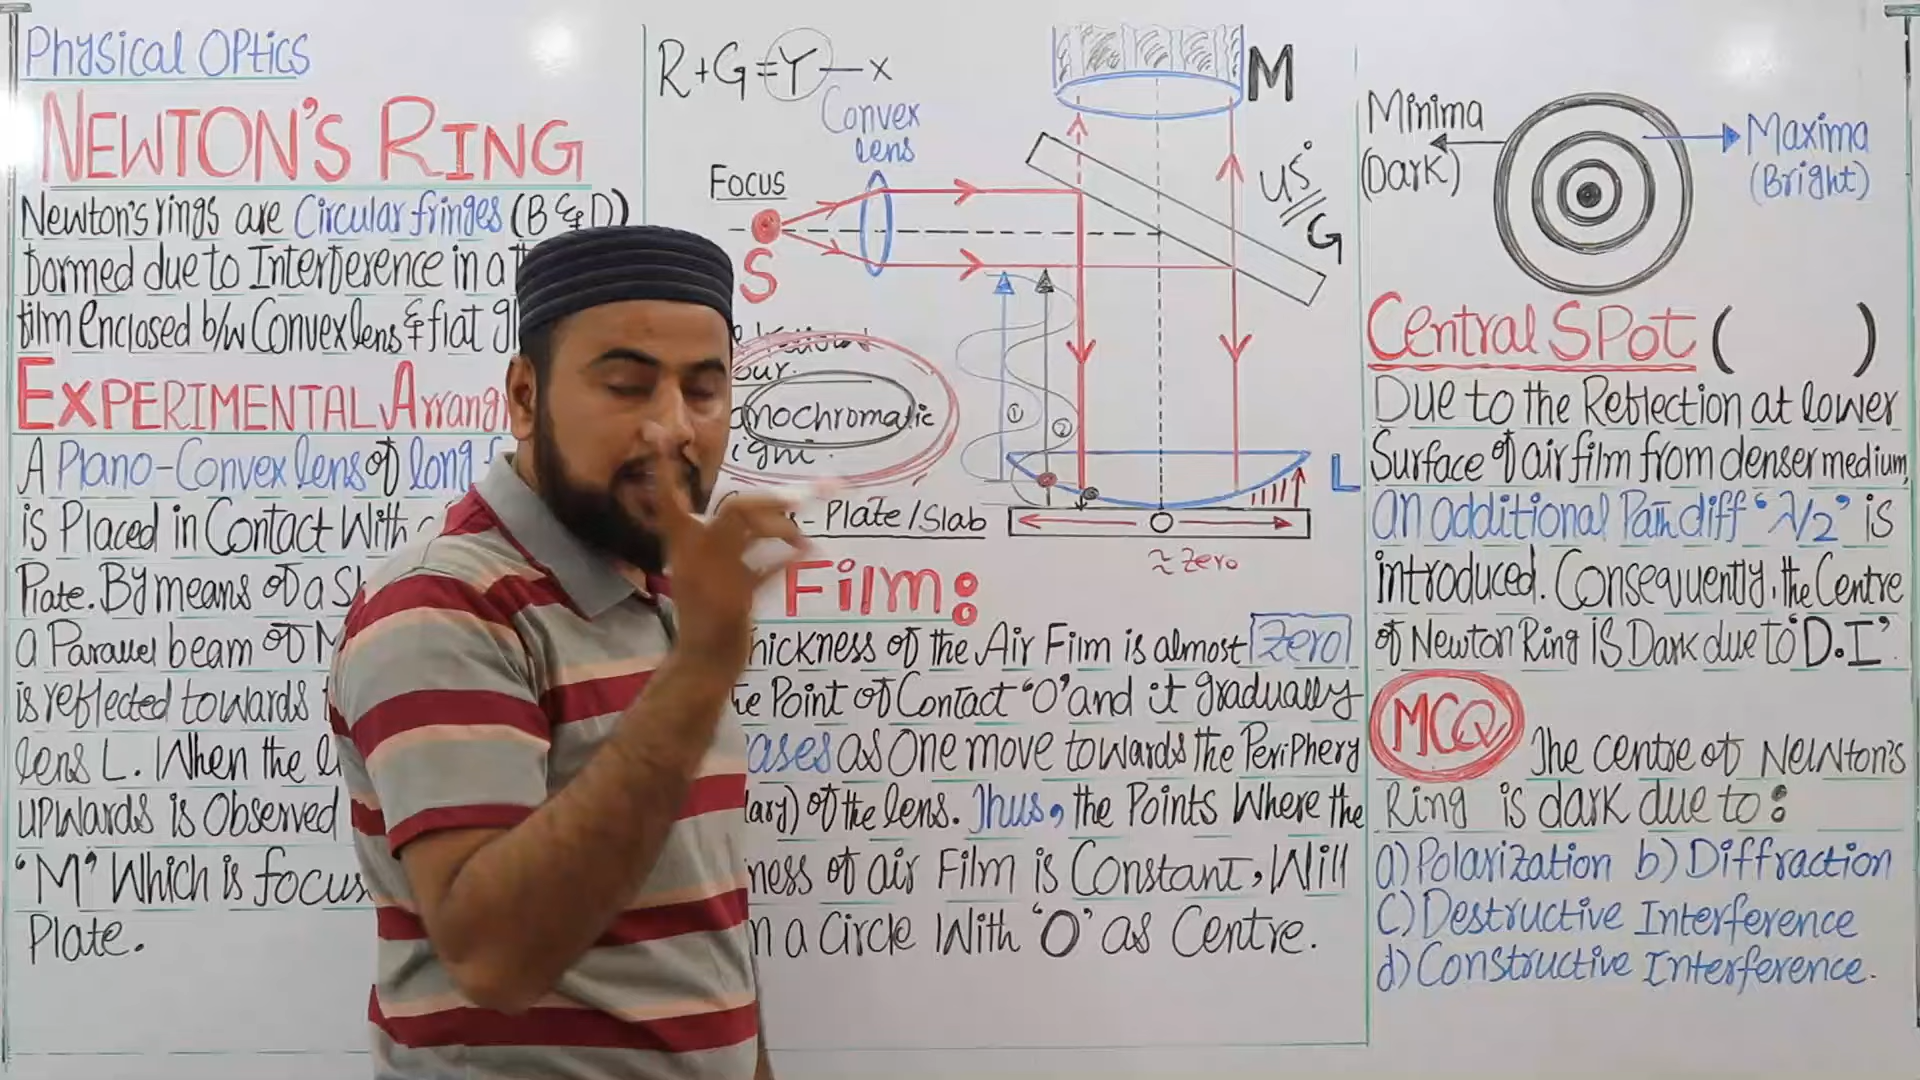 Physical Optics
NEWTON'S RING
Newton's rings are Circular fringes (B & D)
formed due to Interference in a
film enclosed b/w Convex lens & flat
EXPERIMENTAL
A Plano-Convex lens of long
is Placed in Contact With
Plate. By means of a
a Parallel beam of
is reflected towards
lens L. When the
upwards is Observed
'M' Which is focus
Plate.
R+G=Y—x
Convex
lens
Focus
S
M
45°
G
①
②
L
O
≈ Zero
- Plate/Slab
Film:
of the Air Film is almost Zero
Point of Contact 'O' and it gradually
as One move towards the Periphery
of the lens. Thus, the Points Where the
of air Film is Constant, Will
a Circle With 'O' as Centre.
Minima
(Dark)
Maxima
(Bright)
Central SPot ( )
Due to the Reflection at lower
Surface of air film from denser medium,
an additional Path diff 'λ/2' is
introduced. Consequently, the Centre
of Newton Ring is Dark due to 'D.I'.
MCQ The centre of Newton's
Ring is dark due to:
a) Polarization b) Diffraction
c) Destructive Interference
d) Constructive Interference.